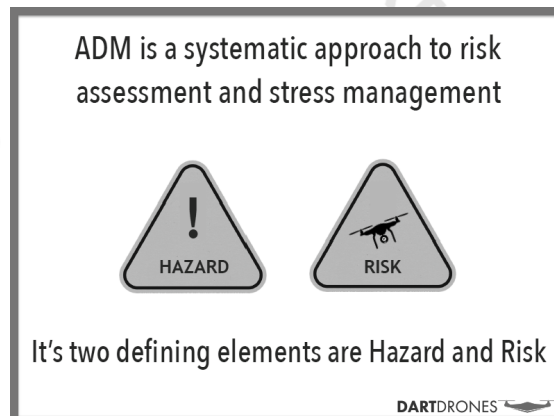 ADM is a systematic approach to risk
assessment and stress management
!
HAZARD
RISK
It's two defining elements are Hazard and Risk
DARTDRONES